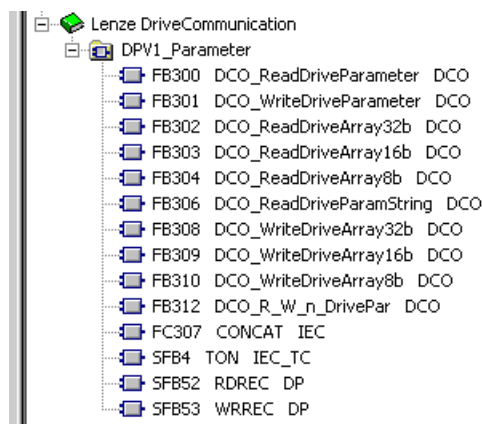 Lenze DriveCommunication
DPV1_Parameter
FB300 DCO_ReadDriveParameter DCO
FB301 DCO_WriteDriveParameter DCO
FB302 DCO_ReadDriveArray32b DCO
FB303 DCO_ReadDriveArray16b DCO
FB304 DCO_ReadDriveArray8b DCO
FB306 DCO_ReadDriveParamString DCO
FB308 DCO_WriteDriveArray32b DCO
FB309 DCO_WriteDriveArray16b DCO
FB310 DCO_WriteDriveArray8b DCO
FB312 DCO_R_W_n_DrivePar DCO
FC307 CONCAT IEC
SFB4 TON IEC_TC
SFB52 RDREC DP
SFB53 WRREC DP